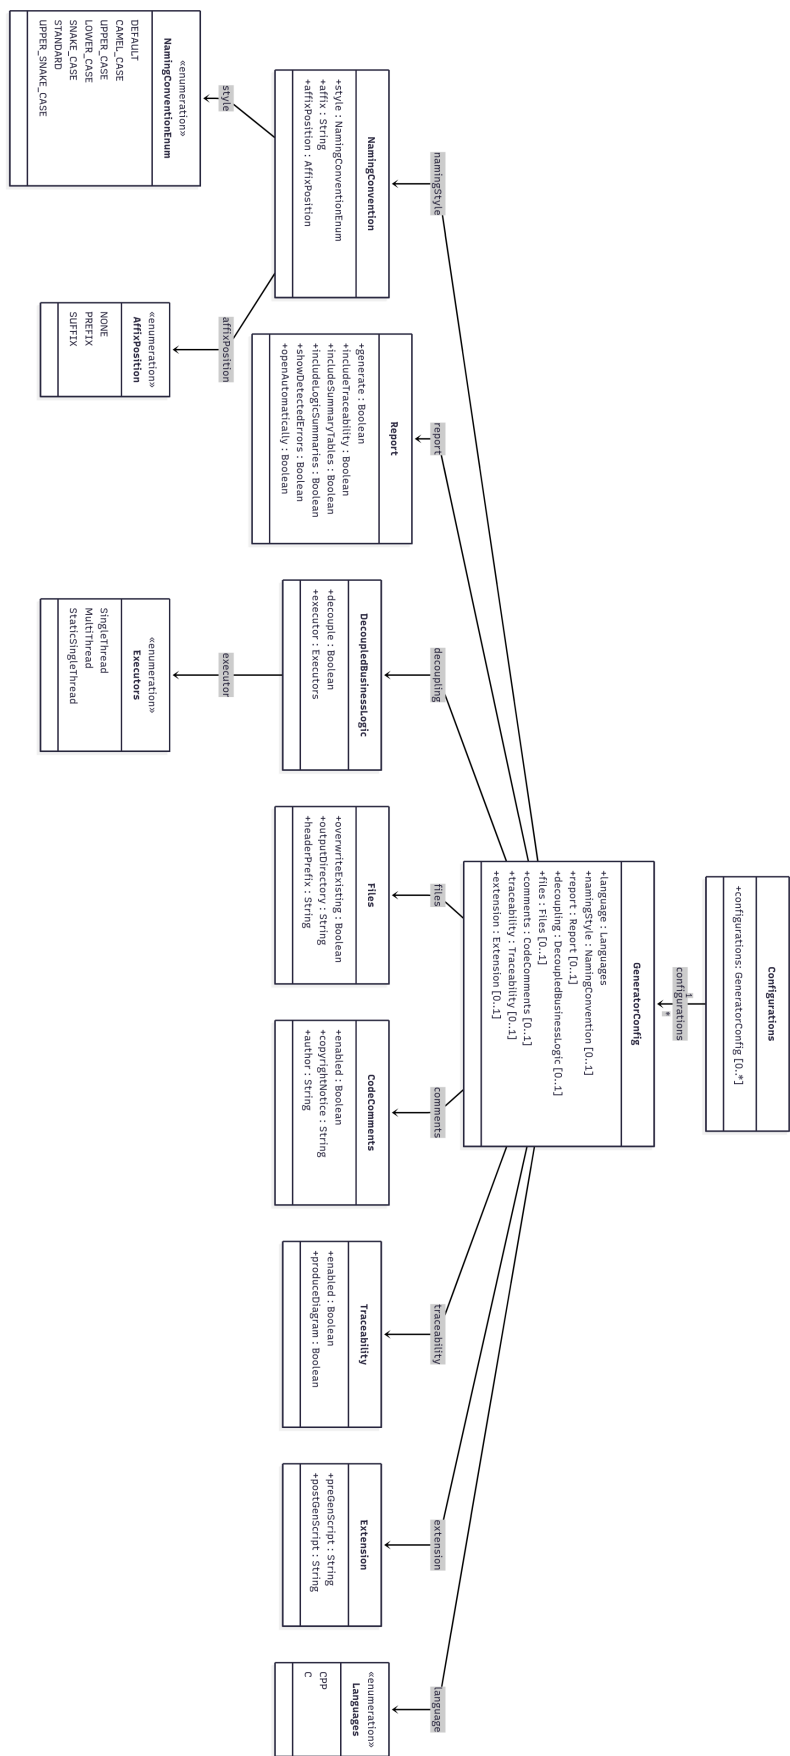 Configurations
+configurations: GeneratorConfig [0..*]
1
configurations
*
GeneratorConfig
+language : Languages
+namingStyle : NamingConvention [0..1]
+report : Report [0..1]
+decoupling : DecoupledBusinessLogic [0..1]
+files : Files [0..1]
+comments : CodeComments [0..1]
+traceability : Traceability [0..1]
+extension : Extension [0..1]
namingStyle
report
decoupling
files
comments
traceability
extension
language
NamingConvention
+style : NamingConventionEnum
+affix : String
+affixPosition : AffixPosition
Report
+generate : Boolean
+includeTraceability : Boolean
+includeSummaryTables : Boolean
+includeLogicSummaries : Boolean
+showDetectedErrors : Boolean
+openAutomatically : Boolean
DecoupledBusinessLogic
+decouple : Boolean
+executor : Executors
Files
+overwriteExisting : Boolean
+outputDirectory : String
+headerPrefix : String
CodeComments
+enabled : Boolean
+copyrightNotice : String
+author : String
Traceability
+enabled : Boolean
+produceDiagram : Boolean
Extension
+preGenScript : String
+postGenScript : String
«enumeration»
Languages
CPP
C
style
affixPosition
executor
«enumeration»
NamingConventionEnum
DEFAULT
CAMEL_CASE
UPPER_CASE
LOWER_CASE
SNAKE_CASE
STANDARD
UPPER_SNAKE_CASE
«enumeration»
AffixPosition
NONE
PREFIX
SUFFIX
«enumeration»
Executors
SingleThread
MultiThread
StaticSingleThread